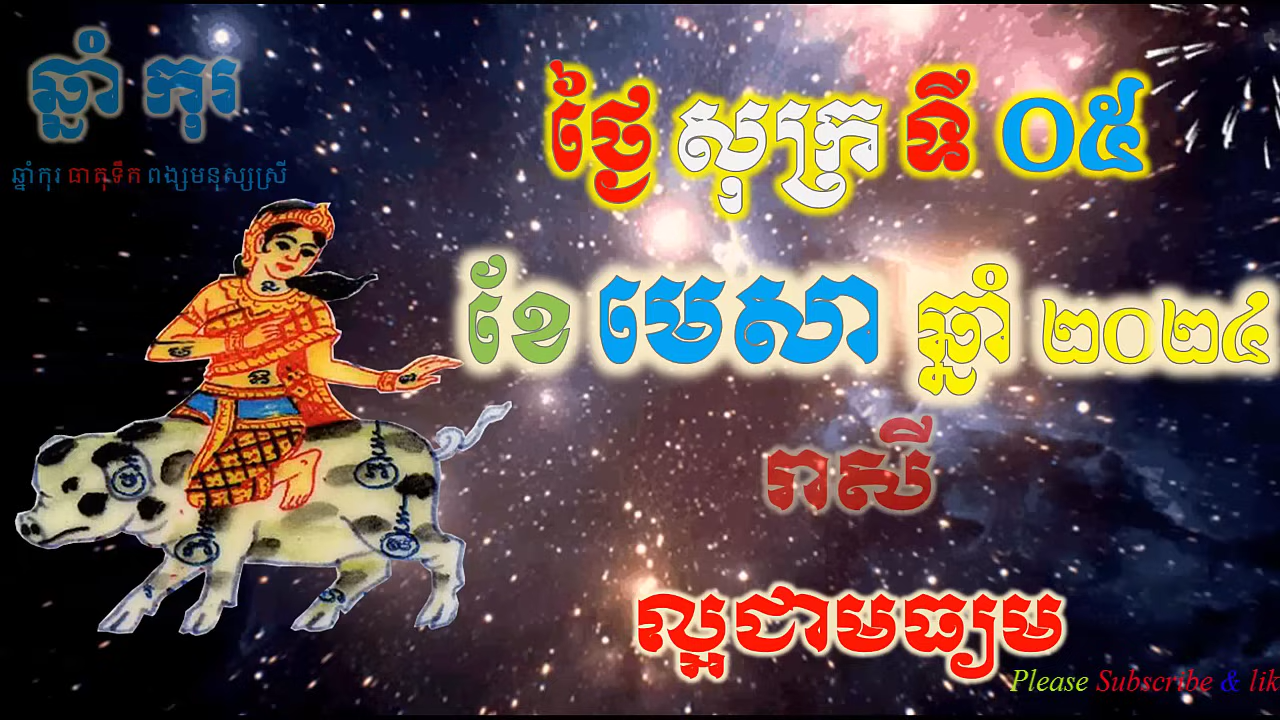 ឆ្នាំ កុរ
ឆ្នាំកុរ ធាតុទឹក ពង្សមនុស្សស្រី
ថ្ងៃ សុក្រ ទី ០៥
ខែ មេសា ឆ្នាំ ២០២៤
រាសី
ល្អជាមធ្យម
Please Subscribe & lik